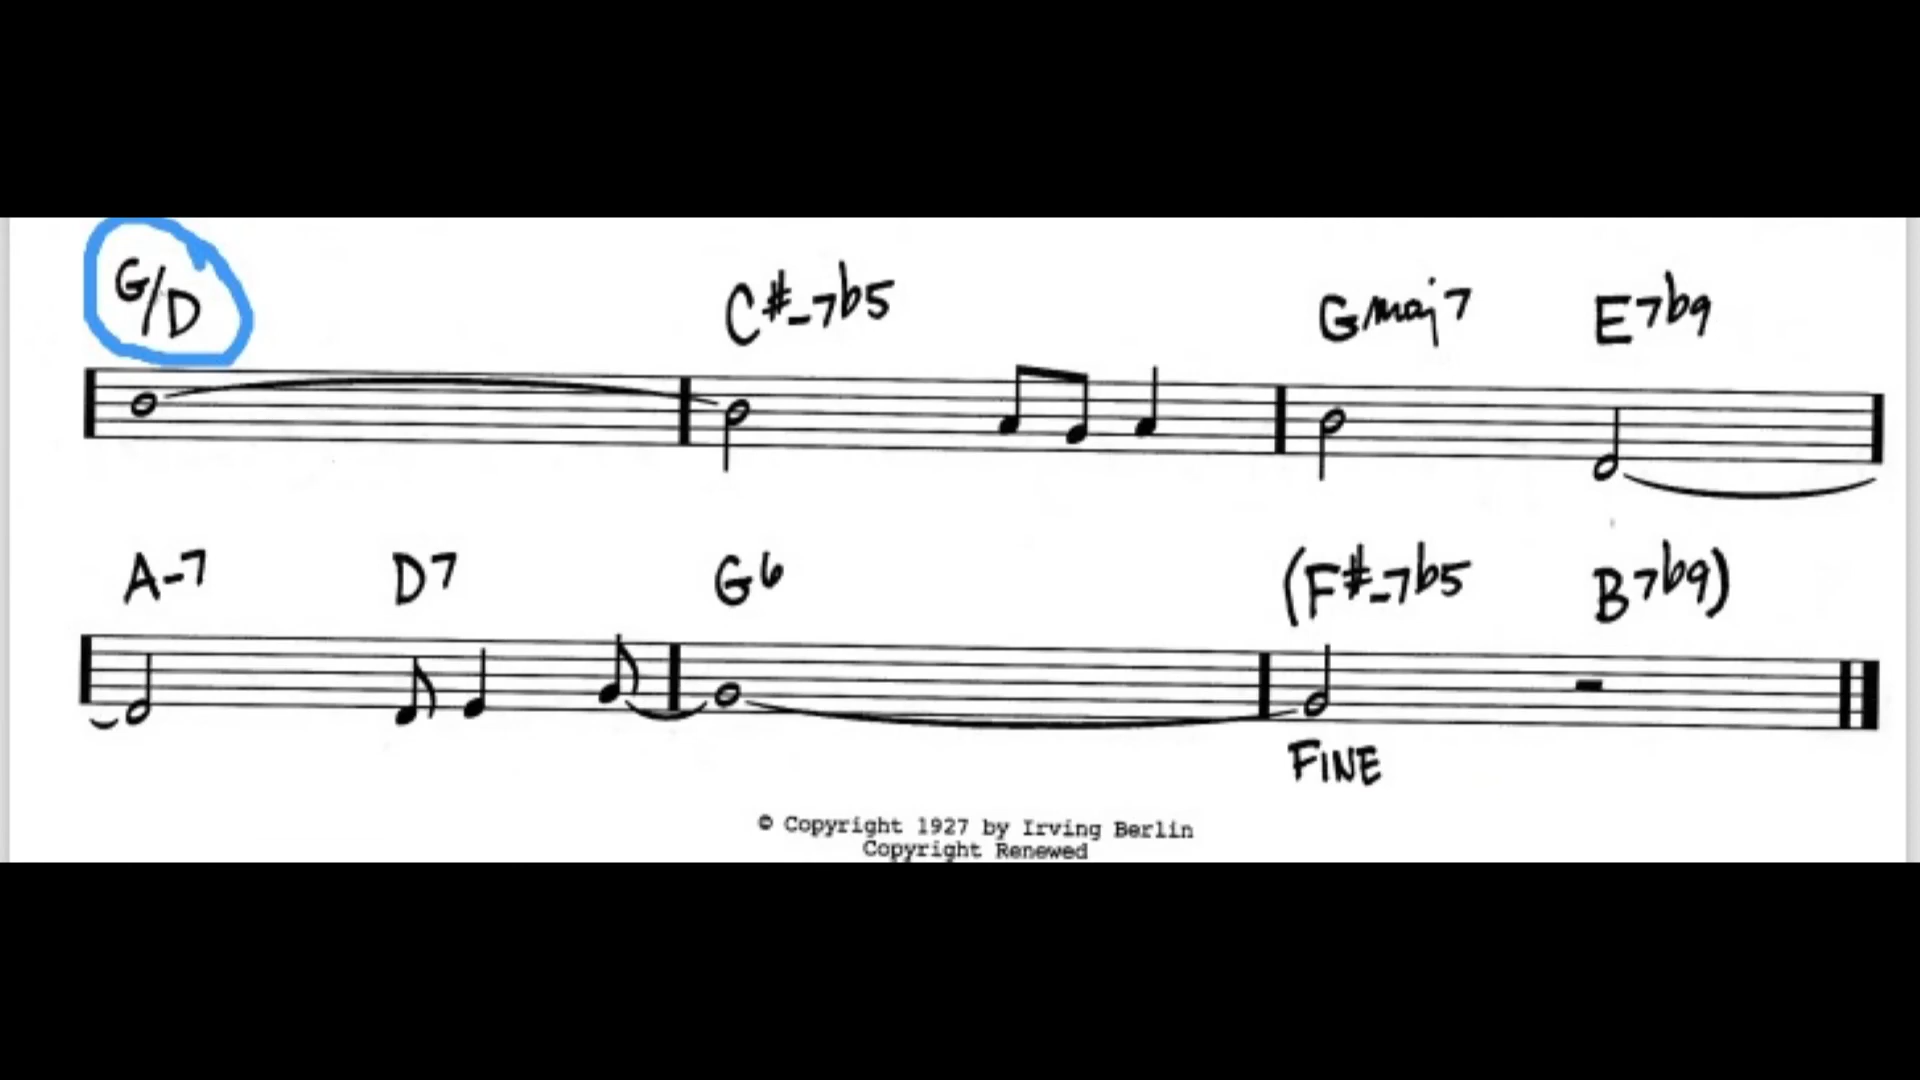 G/D C#-7b5 Gmaj7 E7b9
A-7 D7 G6 (F#-7b5 B7b9)
FINE
© Copyright 1927 by Irving Berlin
Copyright Renewed